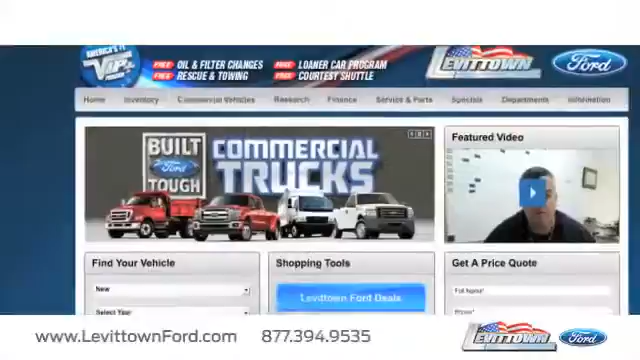 AMERICA'S #1
VIP
FREE OIL & FILTER CHANGES
FREE RESCUE & TOWING
FREE LOANER CAR PROGRAM
FREE COURTESY SHUTTLE
LEVITTOWN
Ford
Home Inventory Commercial Vehicles Research Finance Service & Parts Specials Departments Information
BUILT
Ford
TOUGH
COMMERCIAL
TRUCKS
Featured Video
Find Your Vehicle
New
Select Year
Shopping Tools
Levittown Ford Deals
Get A Price Quote
Full Name*
Phone*
www.LevittownFord.com 877.394.9535
LEVITTOWN
Ford